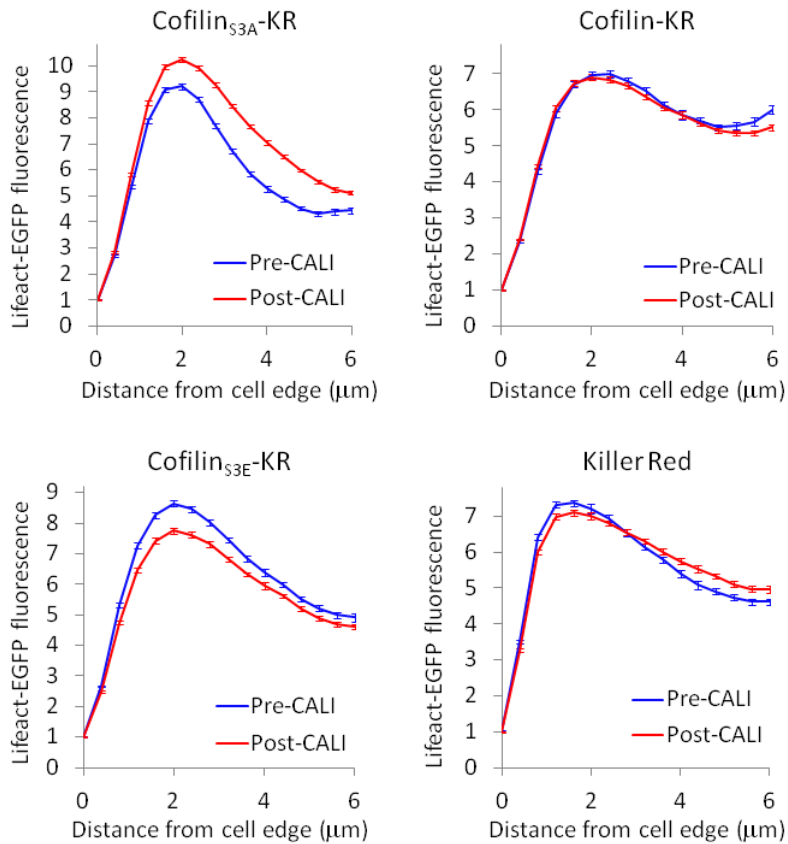 Cofilin_S3A-KR
Lifeact-EGFP fluorescence
10
9
8
7
6
5
4
3
2
1
0
Pre-CALI
Post-CALI
0 2 4 6
Distance from cell edge (µm)
Cofilin-KR
Lifeact-EGFP fluorescence
7
6
5
4
3
2
1
0
Pre-CALI
Post-CALI
0 2 4 6
Distance from cell edge (µm)
Cofilin_S3E-KR
Lifeact-EGFP fluorescence
9
8
7
6
5
4
3
2
1
0
Pre-CALI
Post-CALI
0 2 4 6
Distance from cell edge (µm)
Killer Red
Lifeact-EGFP fluorescence
7
6
5
4
3
2
1
0
Pre-CALI
Post-CALI
0 2 4 6
Distance from cell edge (µm)